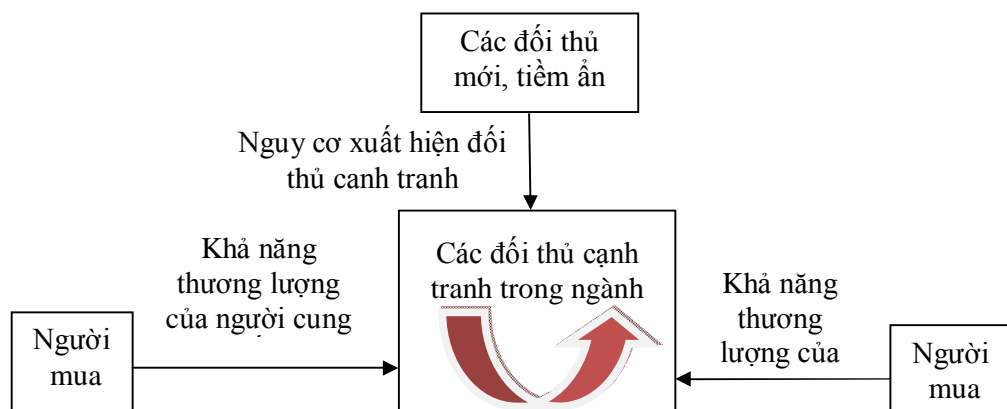 Các đối thủ
mới, tiềm ẩn
Nguy cơ xuất hiện đối
thủ canh tranh
Khả năng
thương lượng
của người cung
Các đối thủ cạnh
tranh trong ngành
Khả năng
thương
lượng của
Người
mua
Người
mua